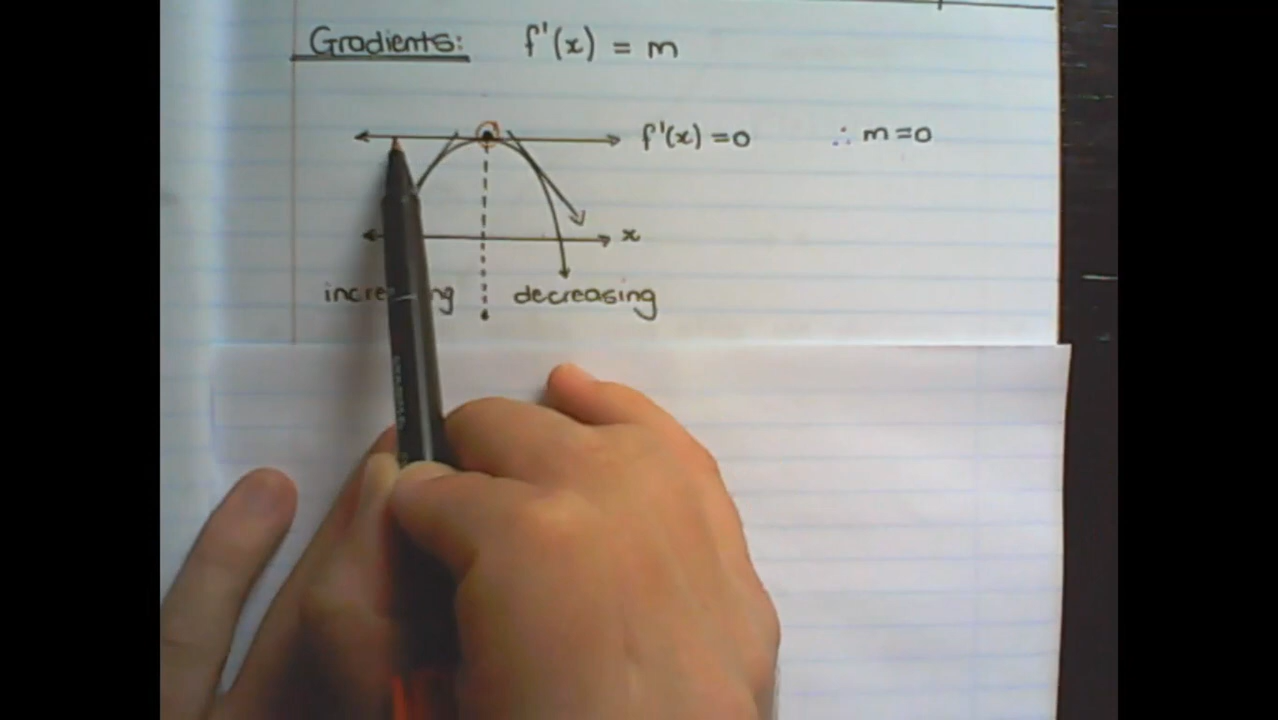 Gradients: f'(x) = m
f'(x) = 0 ∴ m = 0
x
decreasing